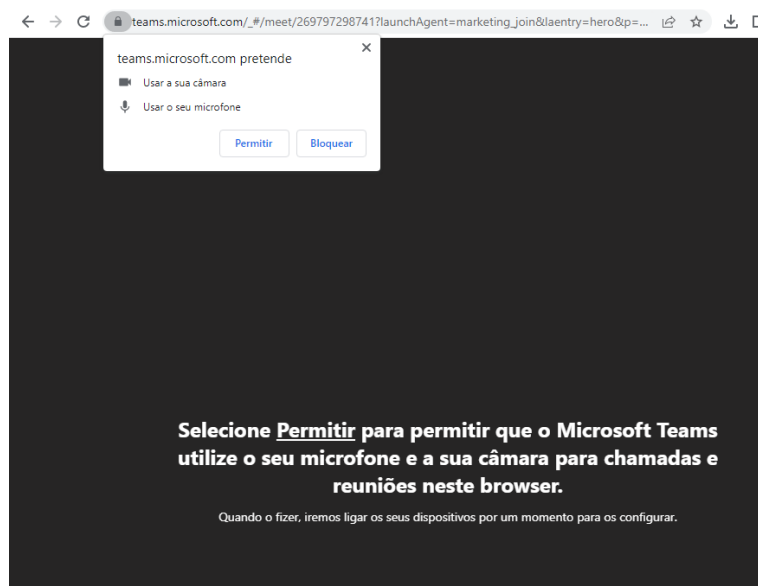 teams.microsoft.com/_#/meet/269797298741?launchAgent=marketing_join&laentry=hero&p=...
teams.microsoft.com pretende
Usar a sua câmara
Usar o seu microfone
Permitir Bloquear
Selecione Permitir para permitir que o Microsoft Teams
utilize o seu microfone e a sua câmara para chamadas e
reuniões neste browser.
Quando o fizer, iremos ligar os seus dispositivos por um momento para os configurar.